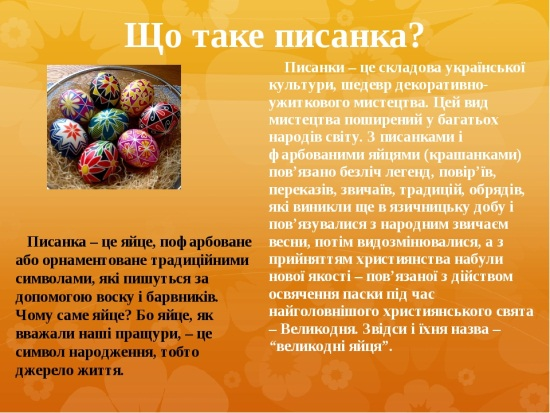 Що таке писанка?
Писанка – це яйце, пофарбоване
або орнаментоване традиційними
символами, які пишуться за
допомогою воску і барвників.
Чому саме яйце? Бо яйце, як
вважали наші пращури, – це
символ народження, тобто
джерело життя.
Писанки – це складова української
культури, шедевр декоративно-
ужиткового мистецтва. Цей вид
мистецтва поширений у багатьох
народів світу. З писанками і
фарбованими яйцями (крашанками)
пов’язано безліч легенд, повір’їв,
переказів, звичаїв, традицій, обрядів,
які виникли ще в язичницьку добу і
пов’язувалися з народним звичаєм
весни, потім видозмінювалися, а з
прийняттям християнства набули
нової якості – пов’язаної з дійством
освячення паски під час
найголовнішого християнського свята
– Великодня. Звідси і їхня назва –
“великодні яйця”.